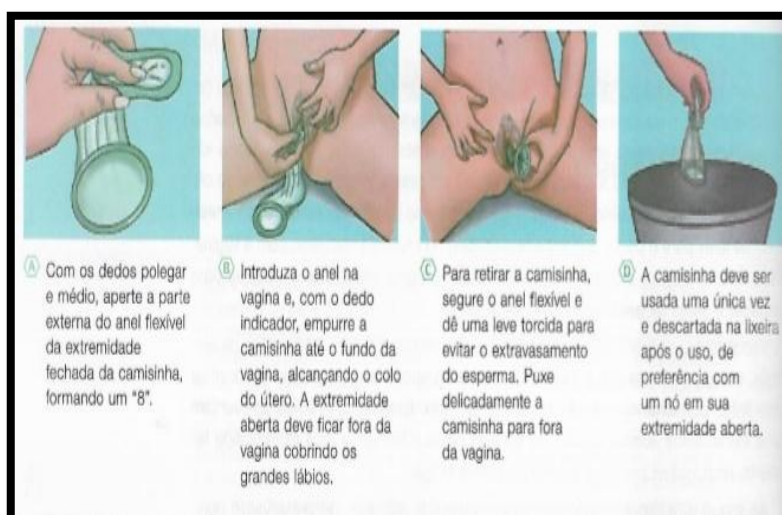 A Com os dedos polegar
e médio, aperte a parte
externa do anel flexível
da extremidade
fechada da camisinha,
formando um "8".
B Introduza o anel na
vagina e, com o dedo
indicador, empurre a
camisinha até o fundo da
vagina, alcançando o colo
do útero. A extremidade
aberta deve ficar fora da
vagina cobrindo os
grandes lábios.
C Para retirar a camisinha,
segure o anel flexível e
dê uma leve torcida para
evitar o extravasamento
do esperma. Puxe
delicadamente a
camisinha para fora
da vagina.
D A camisinha deve ser
usada uma única vez
e descartada na lixeira
após o uso, de
preferência com
um nó em sua
extremidade aberta.